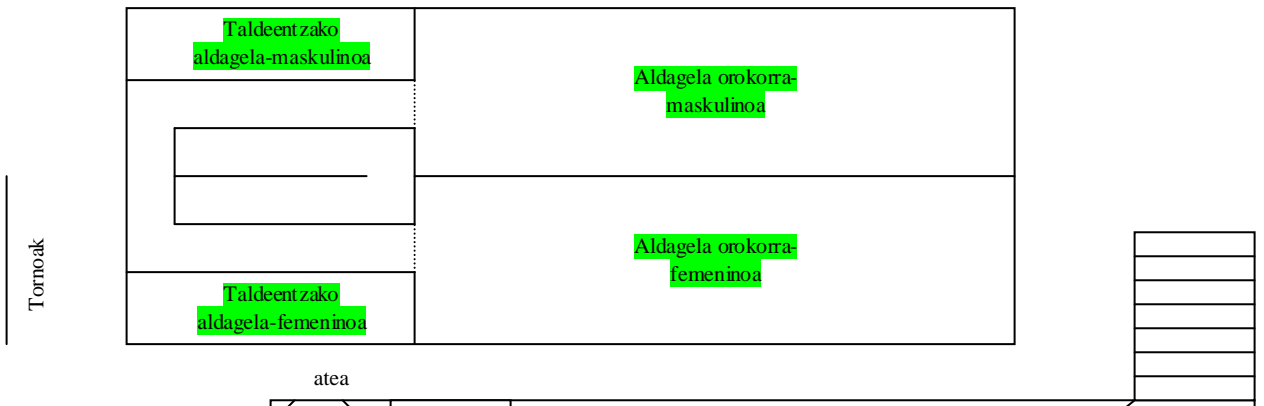 Taldeentzako
aldagela-maskulinoa
Aldagela orokorra-
maskulinoa
Tornoak
Aldagela orokorra-
femeninoa
Taldeentzako
aldagela-femeninoa
atea